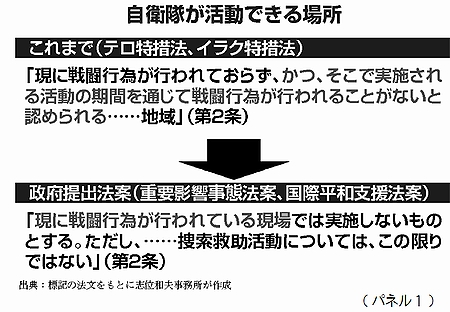 自衛隊が活動できる場所
これまで（テロ特措法、イラク特措法）
「現に戦闘行為が行われておらず、かつ、そこで実施され
る活動の期間を通じて戦闘行為が行われることがないと
認められる……地域」（第2条）
政府提出法案（重要影響事態法案、国際平和支援法案）
「現に戦闘行為が行われている現場では実施しないもの
とする。ただし、……捜索救助活動については、この限り
ではない」（第2条）
出典：標記の法文をもとに志位和夫事務所が作成
（パネル１）